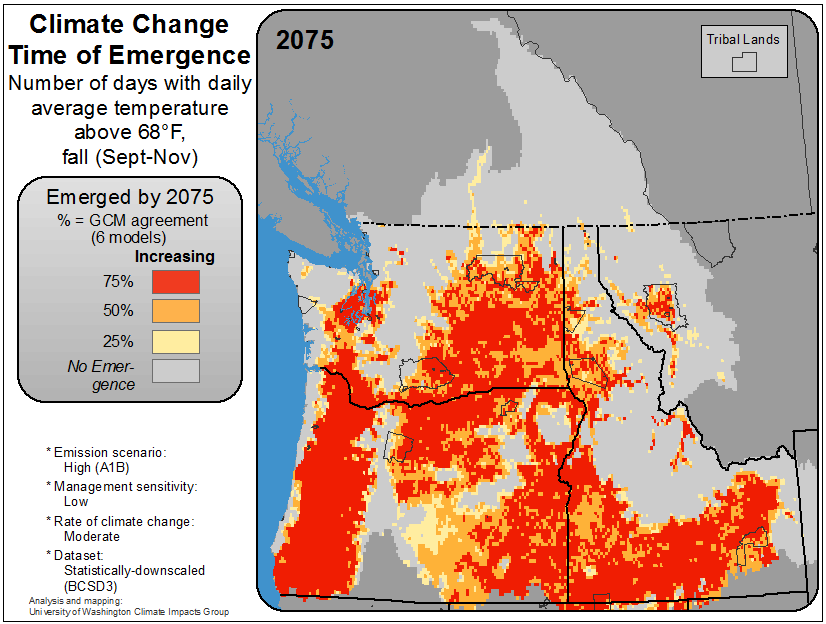 Climate Change
Time of Emergence
Number of days with daily
average temperature
above 68°F,
fall (Sept-Nov)
Emerged by 2075
% = GCM agreement
(6 models)
Increasing
75%
50%
25%
No Emer-
gence
* Emission scenario:
High (A1B)
* Management sensitivity:
Low
* Rate of climate change:
Moderate
* Dataset:
Statistically-downscaled
(BCSD3)
Analysis and mapping:
University of Washington Climate Impacts Group
2075
Tribal Lands